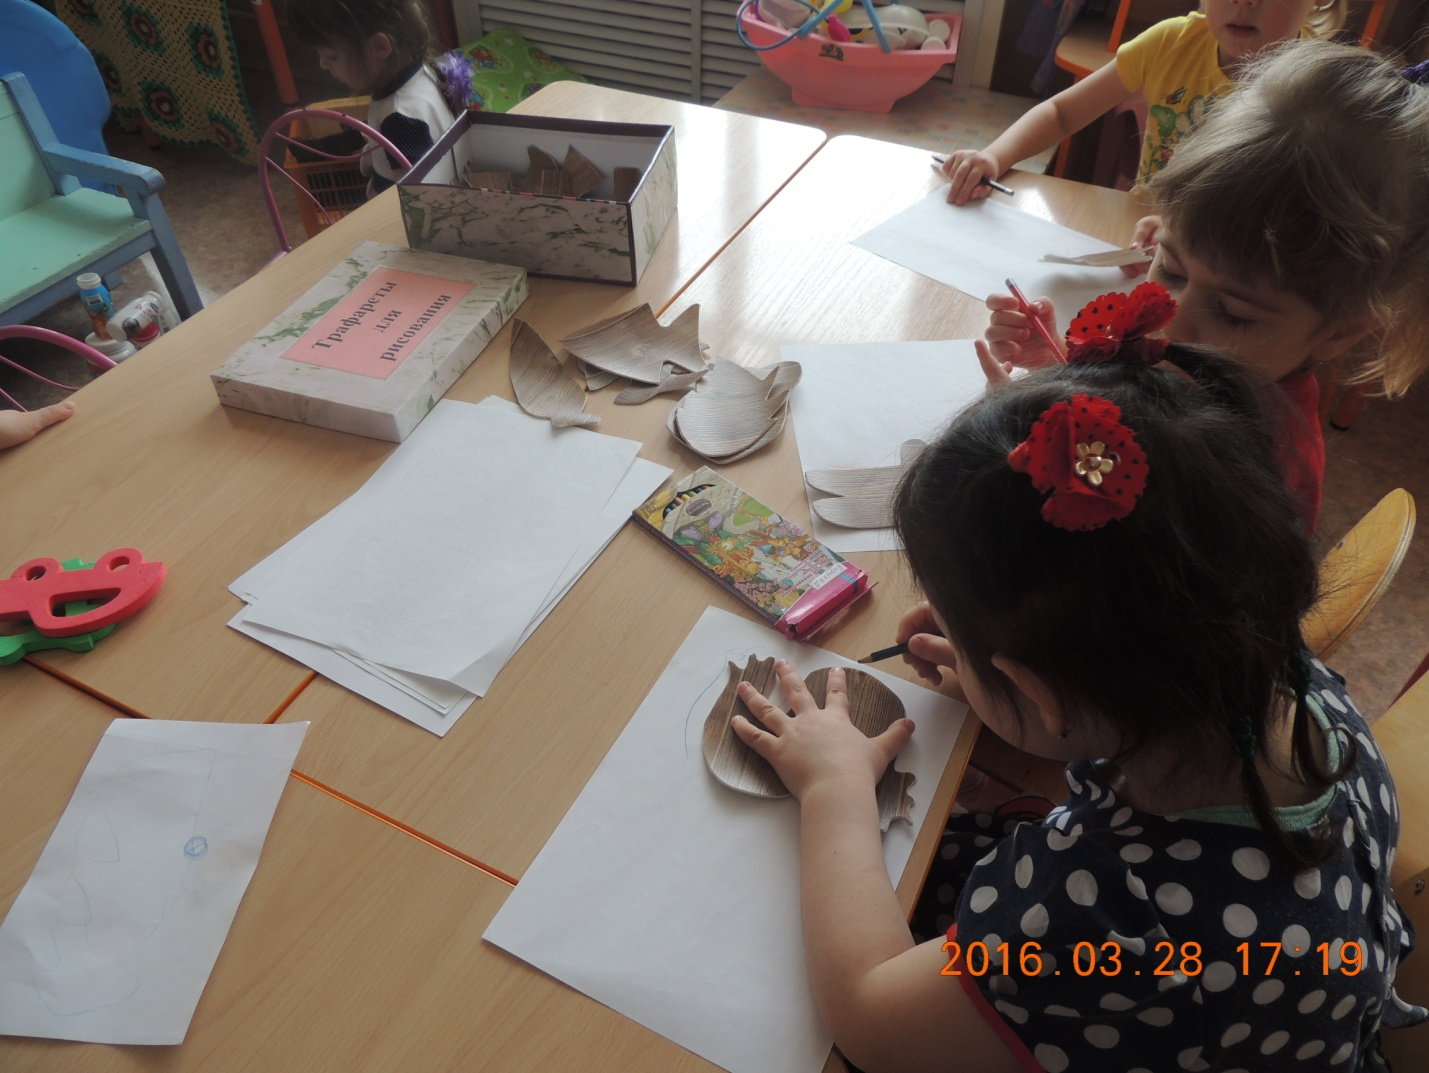 Трафареты
для
рисования
2016.03.28 17:19